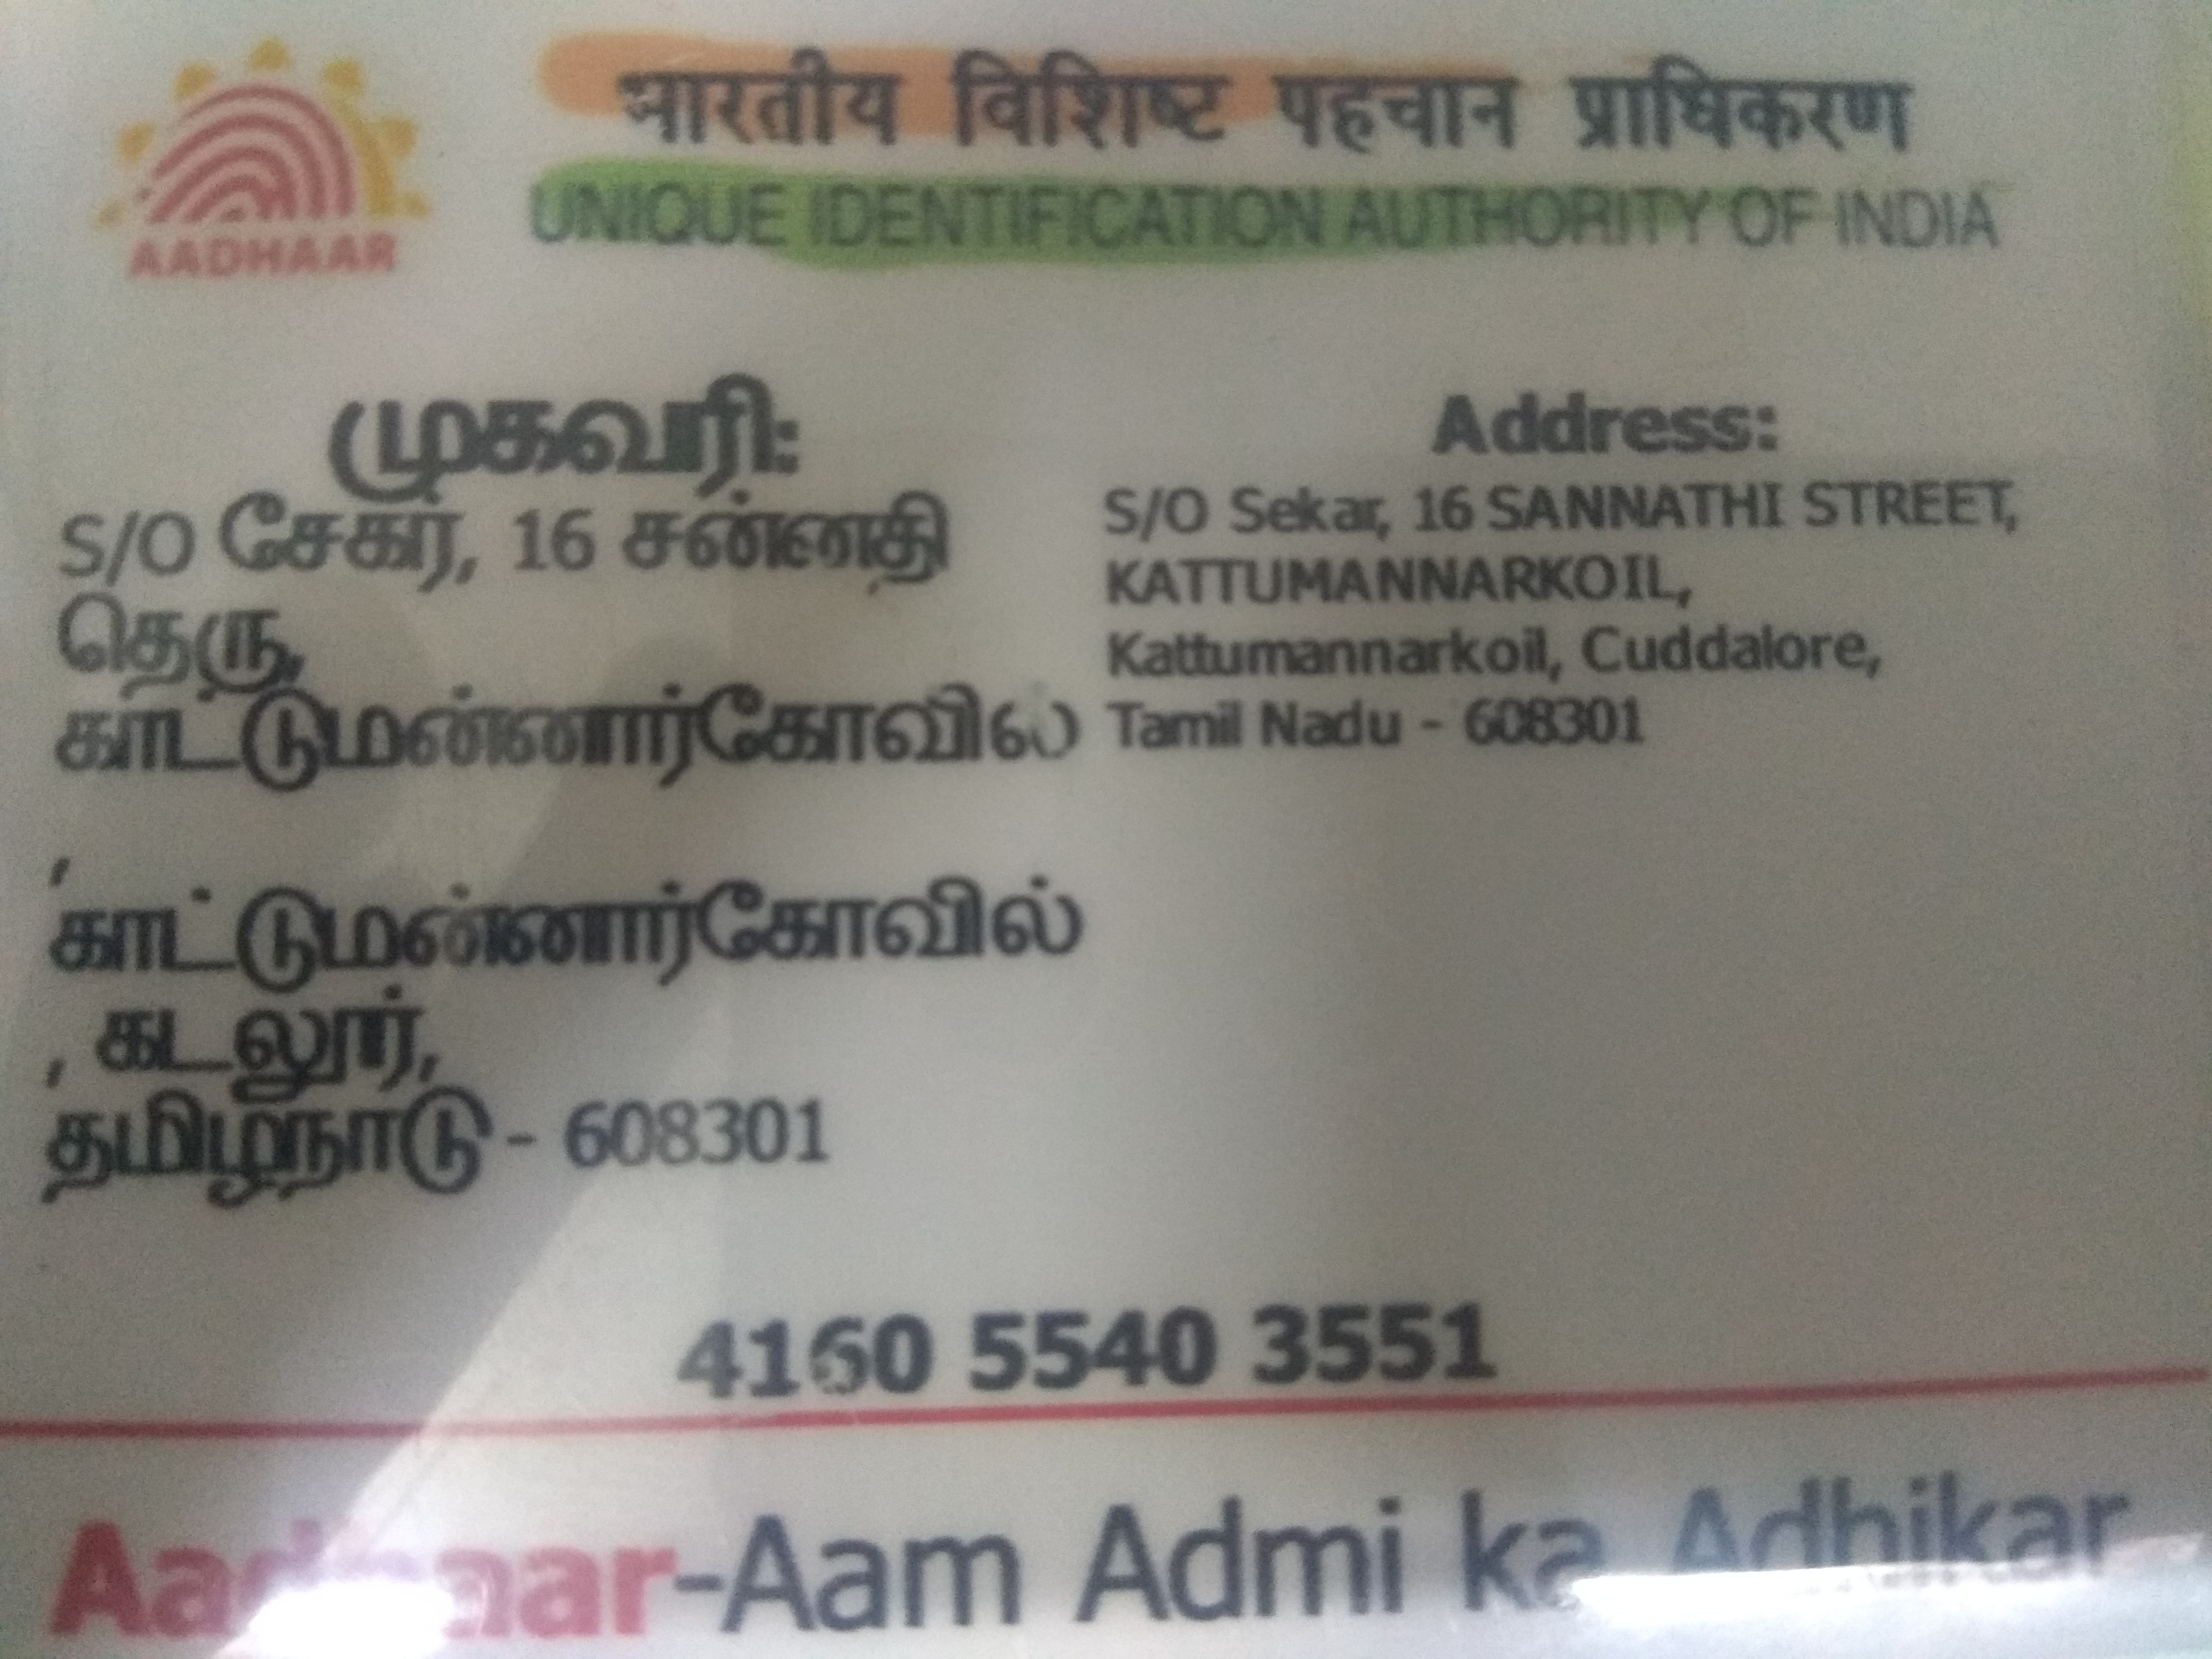 भारतीय विशिष्ट पहचान प्राधिकरण
UNIQUE IDENTIFICATION AUTHORITY OF INDIA
AADHAAR
முகவரி:
S/O சேகர், 16 சன்னதி
தெரு,
காட்டுமன்னார்கோவில்
,
காட்டுமன்னார்கோவில்
, கடலூர்,
தமிழ்நாடு - 608301
Address:
S/O Sekar, 16 SANNATHI STREET,
KATTUMANNARKOIL,
Kattumannarkoil, Cuddalore,
Tamil Nadu - 608301
4160 5540 3551
Aadhaar-Aam Admi ka Adhikar